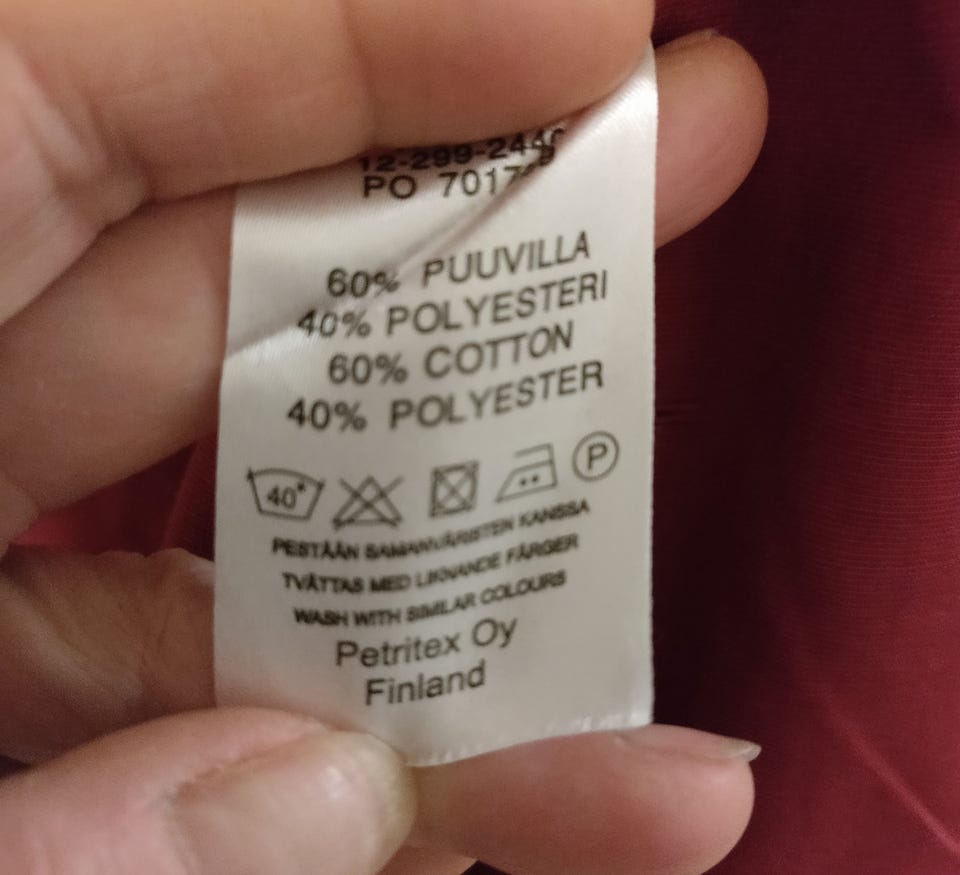 PO
60% PUUVILLA
40% POLYESTERI
60% COTTON
40% POLYESTER
40° P
PESTÄÄN SAMANVÄRISTEN KANSSA
TVÄTTAS MED LIKNANDE FÄRGER
WASH WITH SIMILAR COLOURS
Petritex Oy
Finland